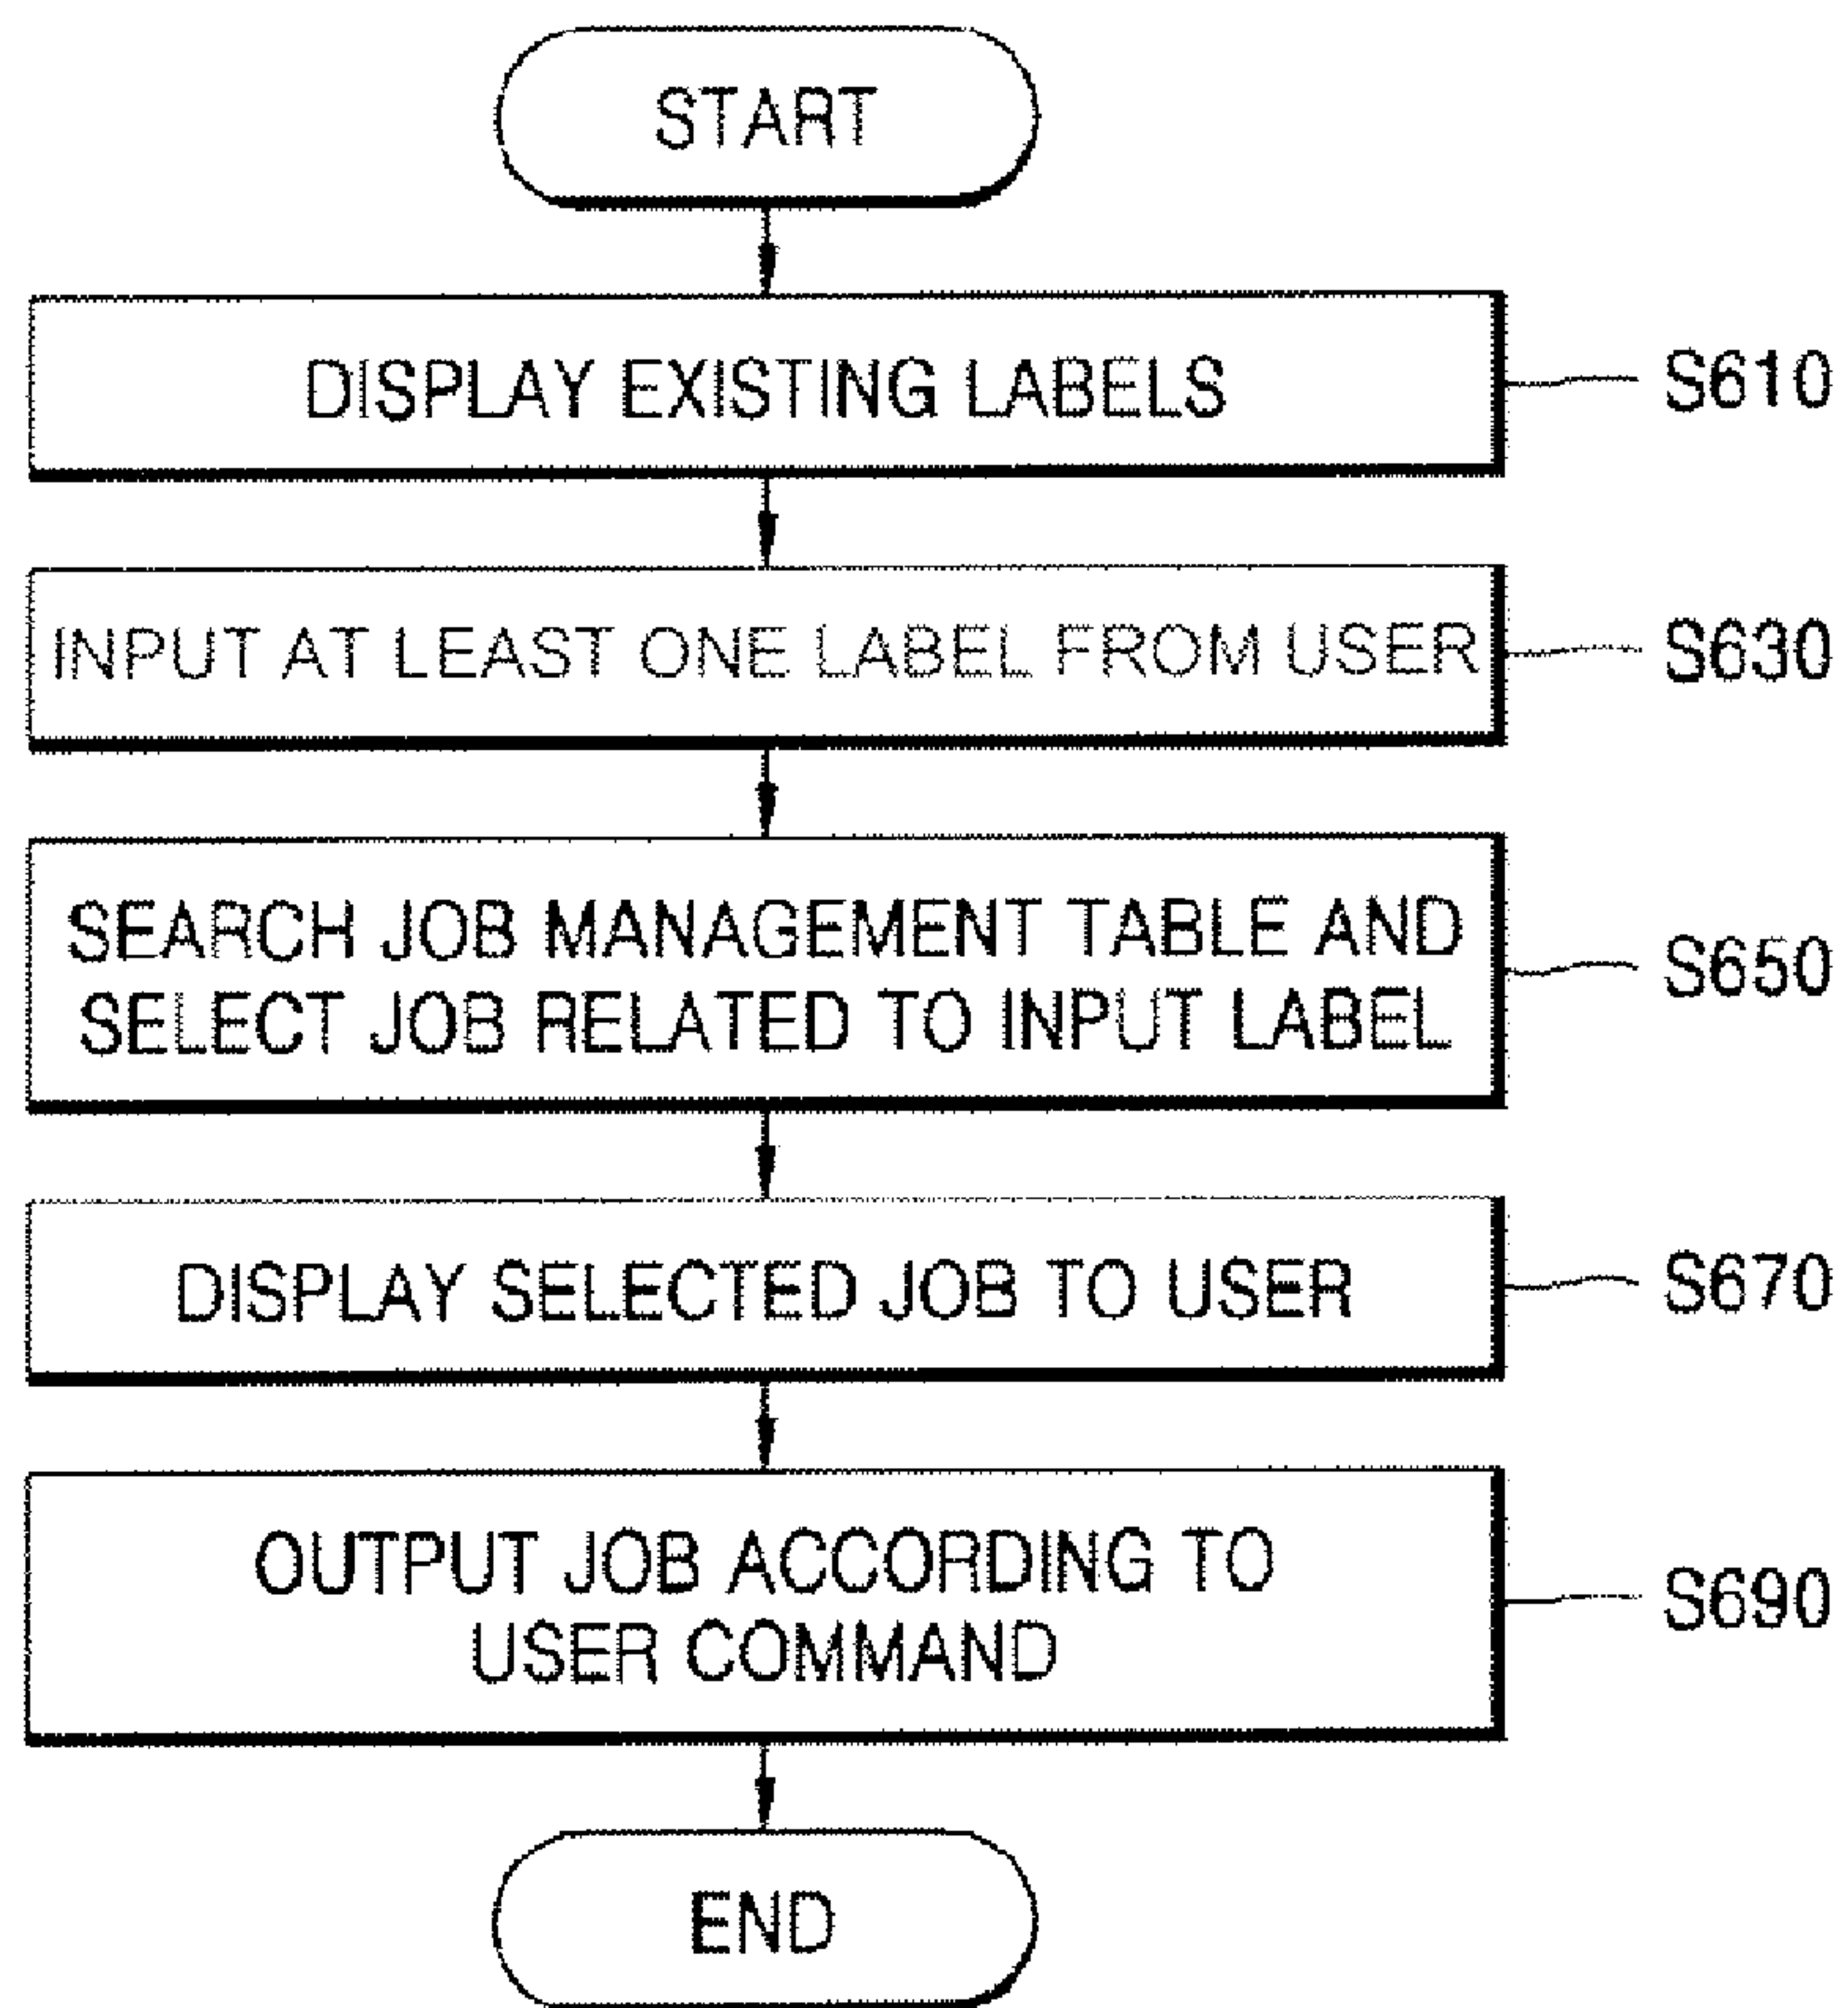 START
DISPLAY EXISTING LABELS
S610
INPUT AT LEAST ONE LABEL FROM USER
S630
SEARCH JOB MANAGEMENT TABLE AND
SELECT JOB RELATED TO INPUT LABEL
S650
DISPLAY SELECTED JOB TO USER
S670
OUTPUT JOB ACCORDING TO
USER COMMAND
S690
END